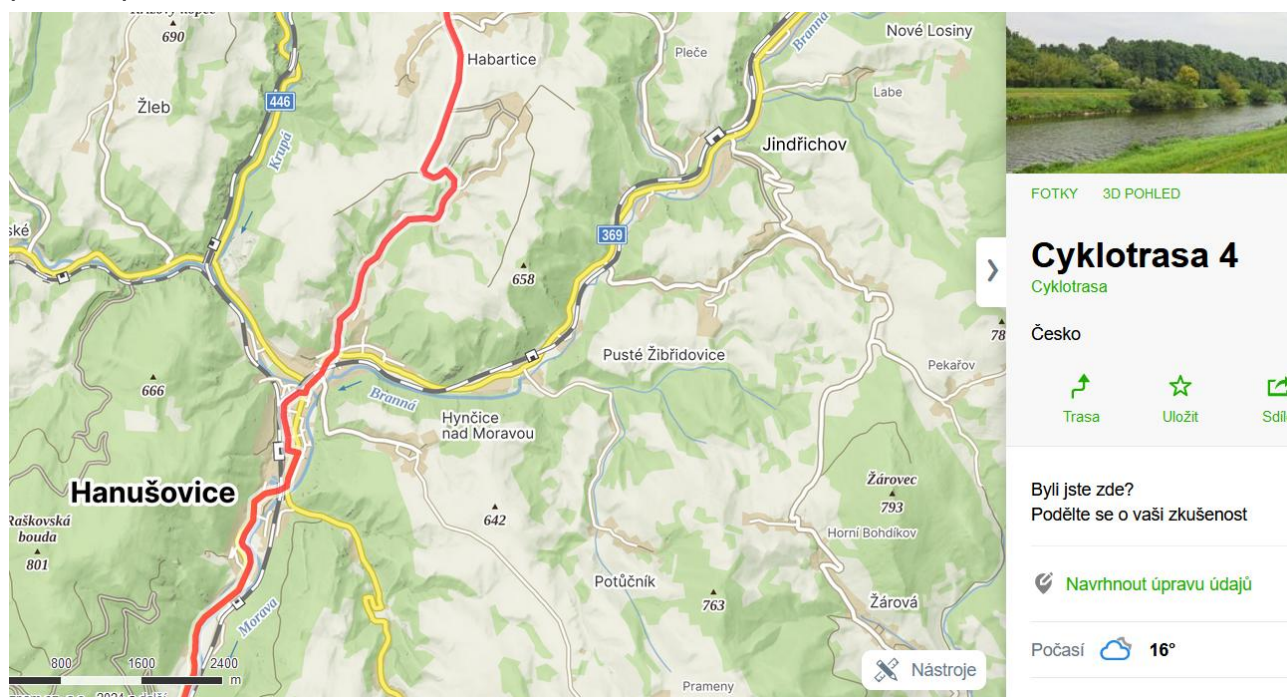 690
Žleb
446
Krupá
Habartice
Pleče
Branná
Nové Losiny
Labe
Jindřichov
ské
369
658
666
Branná
Pusté Žibřidovice
78
Pekařov
Hynčice
nad Moravou
Hanušovice
Raškovská
bouda
801
642
Žárovec
793
Horní Bohdíkov
Potůčník
763
Žárová
Morava
Prameny
800 1600 2400
m
Nástroje
FOTKY 3D POHLED
Cyklotrasa 4
Cyklotrasa
Česko
Trasa Uložit Sdíle
Byli jste zde?
Podělte se o vaši zkušenost
Navrhnout úpravu údajů
Počasí 16°